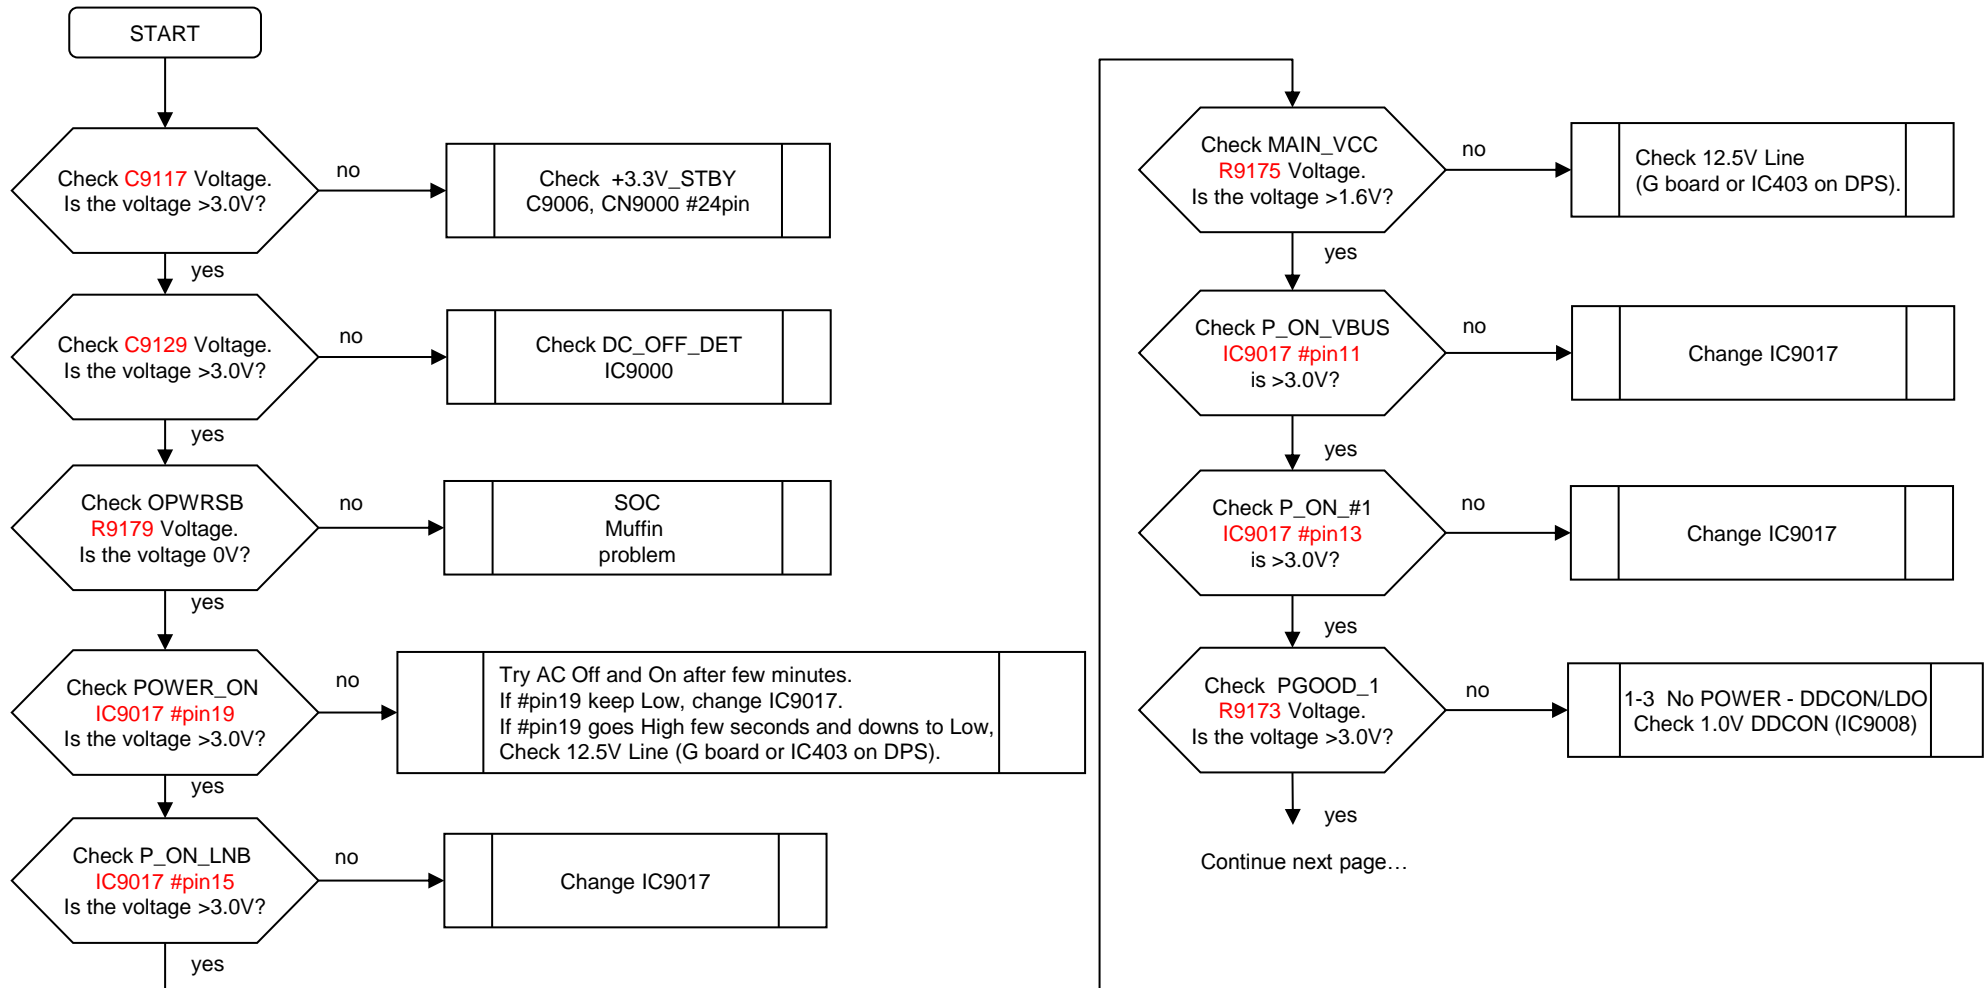 START
Check C9117 Voltage.
Is the voltage >3.0V?
no
Check +3.3V_STBY
C9006, CN9000 #24pin
yes
Check C9129 Voltage.
Is the voltage >3.0V?
no
Check DC_OFF_DET
IC9000
yes
Check OPWRSB
R9179 Voltage.
Is the voltage 0V?
no
SOC
Muffin
problem
yes
Check POWER_ON
IC9017 #pin19
Is the voltage >3.0V?
no
Try AC Off and On after few minutes.
If #pin19 keep Low, change IC9017.
If #pin19 goes High few seconds and downs to Low,
Check 12.5V Line (G board or IC403 on DPS).
yes
Check P_ON_LNB
IC9017 #pin15
Is the voltage >3.0V?
no
Change IC9017
yes
Check MAIN_VCC
R9175 Voltage.
Is the voltage >1.6V?
no
Check 12.5V Line
(G board or IC403 on DPS).
yes
Check P_ON_VBUS
IC9017 #pin11
is >3.0V?
no
Change IC9017
yes
Check P_ON_#1
IC9017 #pin13
is >3.0V?
no
Change IC9017
yes
Check PGOOD_1
R9173 Voltage.
Is the voltage >3.0V?
no
1-3 No POWER - DDCON/LDO
Check 1.0V DDCON (IC9008)
yes
Continue next page…